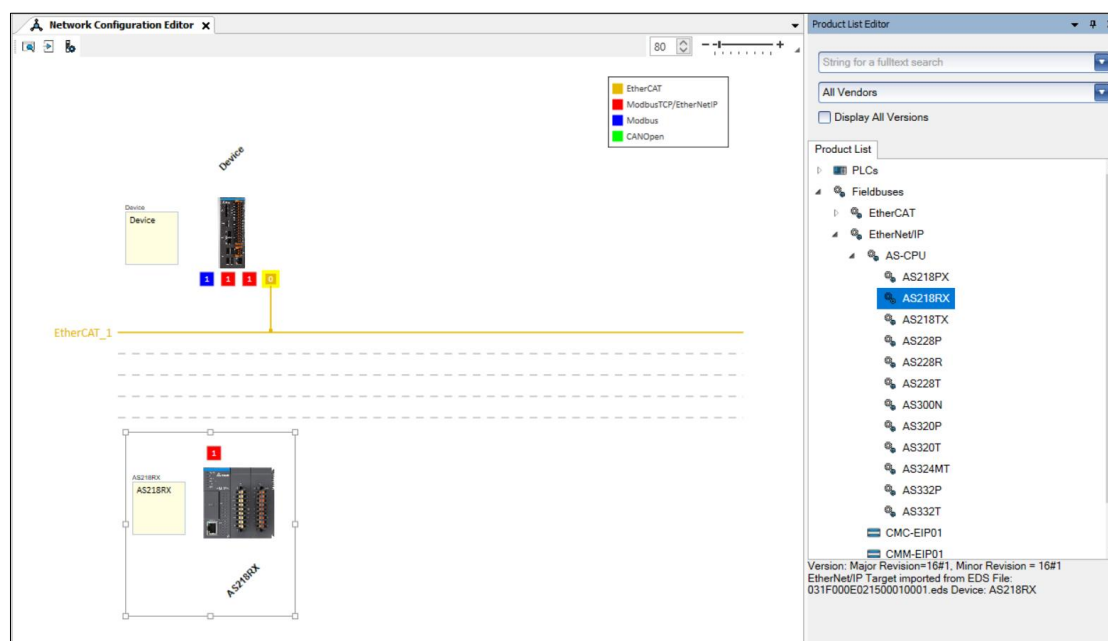 Network Configuration Editor
Product List Editor
80
String for a fulltext search
All Vendors
Display All Versions
Product List
PLCs
Fieldbuses
EtherCAT
EtherNet/IP
AS-CPU
AS218PX
AS218RX
AS218TX
AS228P
AS228R
AS228T
AS300N
AS320P
AS320T
AS324MT
AS332P
AS332T
CMC-EIP01
CMM-EIP01
Version: Major Revision=16#1, Minor Revision = 16#1
EtherNet/IP Target imported from EDS File:
031F000E021500010001.eds Device: AS218RX
EtherCAT
ModbusTCP/EtherNetIP
Modbus
CANOpen
Device
Device
Device
1 1 1 0
EtherCAT_1
1
AS218RX
AS218RX
AS218RX